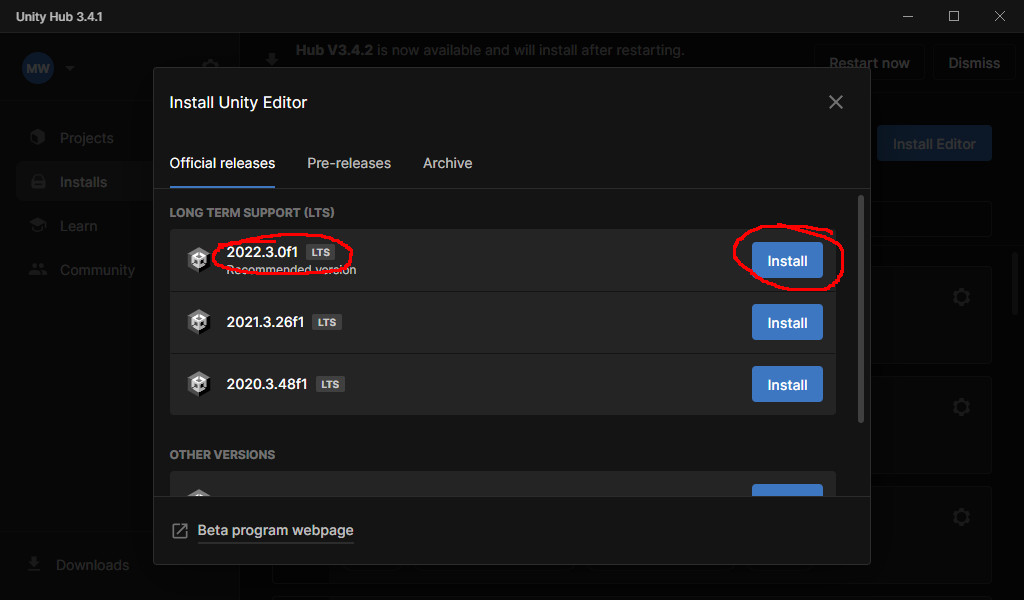 Unity Hub 3.4.1
MW
Hub V3.4.2 is now available and will install after restarting.
Restart now
Dismiss
Projects
Installs
Learn
Community
Downloads
Install Editor
Install Unity Editor
Official releases
Pre-releases
Archive
LONG TERM SUPPORT (LTS)
2022.3.0f1 LTS
Recommended version
Install
2021.3.26f1 LTS
Install
2020.3.48f1 LTS
Install
OTHER VERSIONS
Beta program webpage